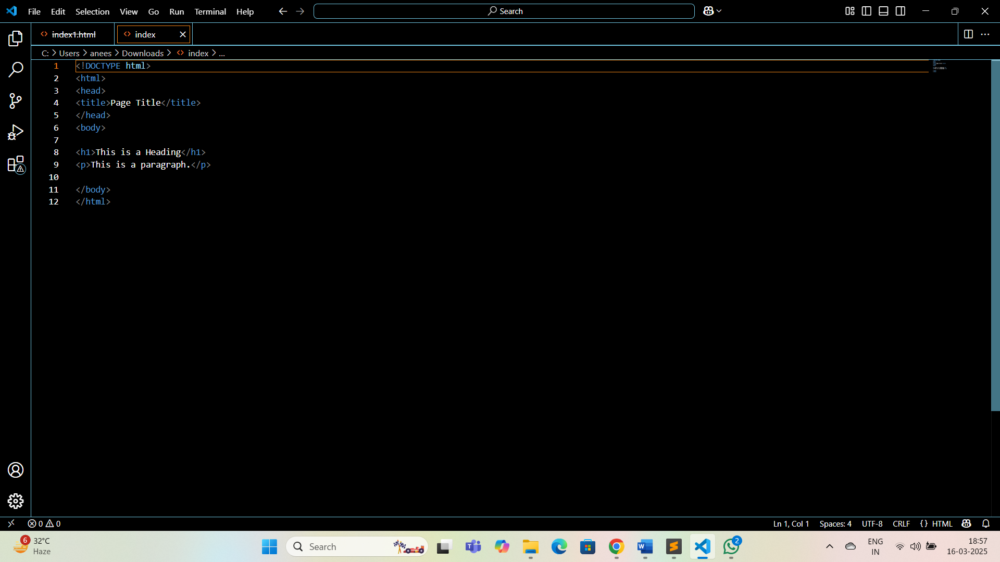 File Edit Selection View Go Run Terminal Help Search
index1.html index
C: > Users > anees > Downloads > <> index > ...
1 <!DOCTYPE html>
2 <html>
3 <head>
4 <title>Page Title</title>
5 </head>
6 <body>
7
8 <h1>This is a Heading</h1>
9 <p>This is a paragraph.</p>
10
11 </body>
12 </html>
0 0 Ln 1, Col 1 Spaces: 4 UTF-8 CRLF {} HTML
6 32°C
Haze
Search
2
ENG
IN
18:57
16-03-2025